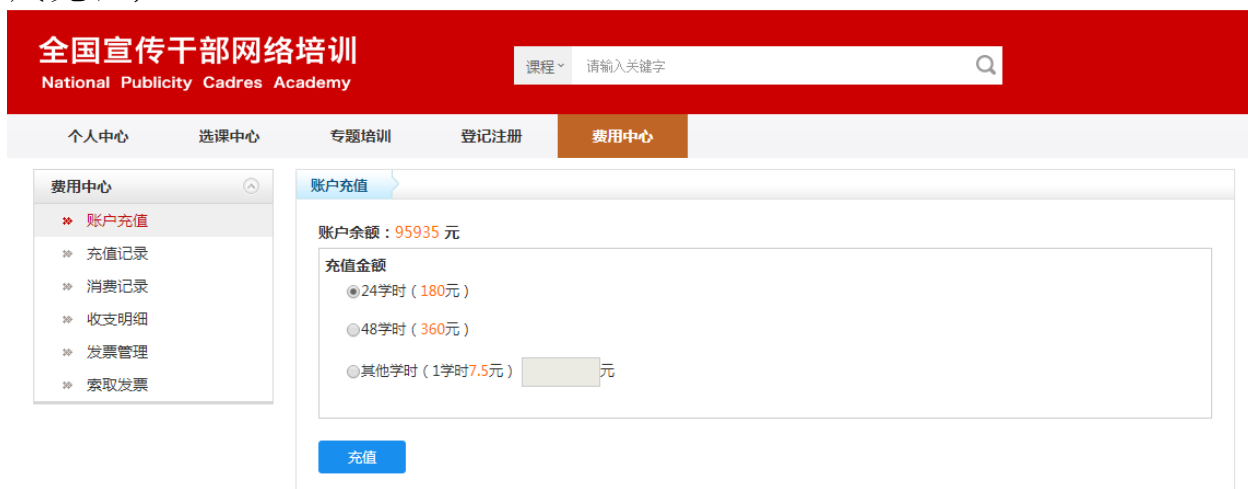 全国宣传干部网络培训
National Publicity Cadres Academy
课程 请输入关键字
个人中心 选课中心 专题培训 登记注册 费用中心
费用中心
账户充值
充值记录
消费记录
收支明细
发票管理
索取发票
账户充值
账户余额：95935 元
充值金额
24学时（180元）
48学时（360元）
其他学时（1学时7.5元） 元
充值